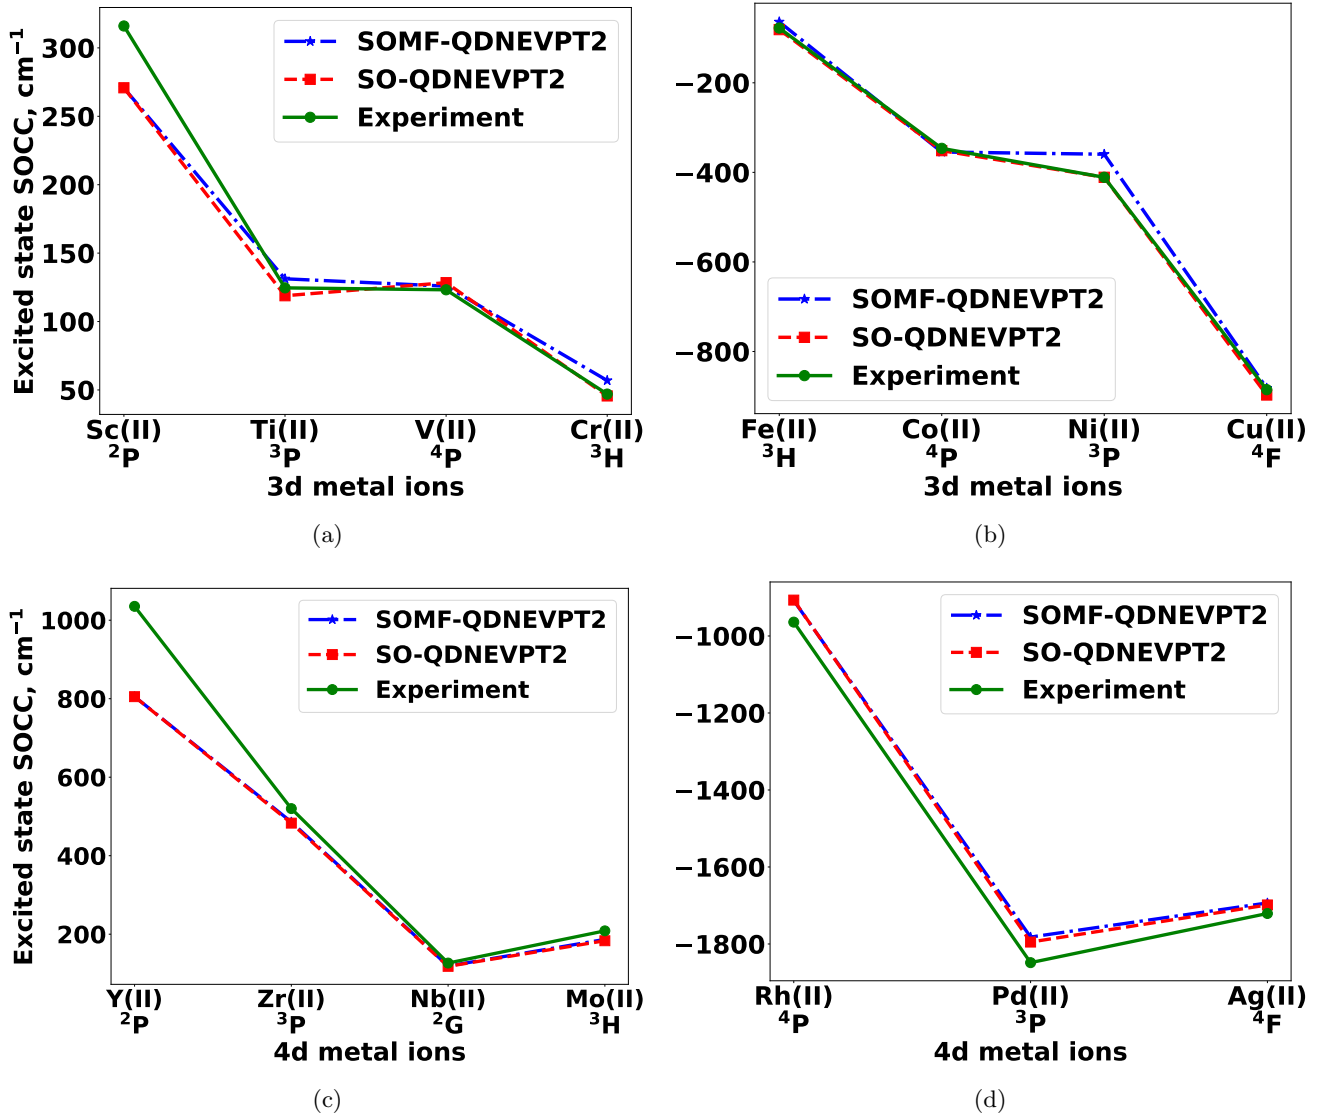 Excited state SOCC, cm⁻¹
300
250
200
150
100
50
SOMF-QDNEVPT2
SO-QDNEVPT2
Experiment
Sc(II) Ti(II) V(II) Cr(II)
²P ³P ⁴P ³H
3d metal ions
(a)
−200
−400
−600
−800
SOMF-QDNEVPT2
SO-QDNEVPT2
Experiment
Fe(II) Co(II) Ni(II) Cu(II)
³H ⁴P ³P ⁴F
3d metal ions
(b)
Excited state SOCC, cm⁻¹
1000
800
600
400
200
SOMF-QDNEVPT2
SO-QDNEVPT2
Experiment
Y(II) Zr(II) Nb(II) Mo(II)
²P ³P ²G ³H
4d metal ions
(c)
−1000
−1200
−1400
−1600
−1800
SOMF-QDNEVPT2
SO-QDNEVPT2
Experiment
Rh(II) Pd(II) Ag(II)
⁴P ³P ⁴F
4d metal ions
(d)